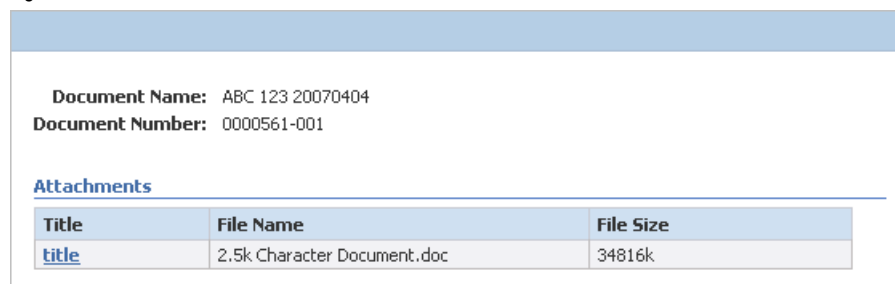 Document Name: ABC 123 20070404
Document Number: 0000561-001
Attachments
Title File Name File Size
title 2.5k Character Document.doc 34816k